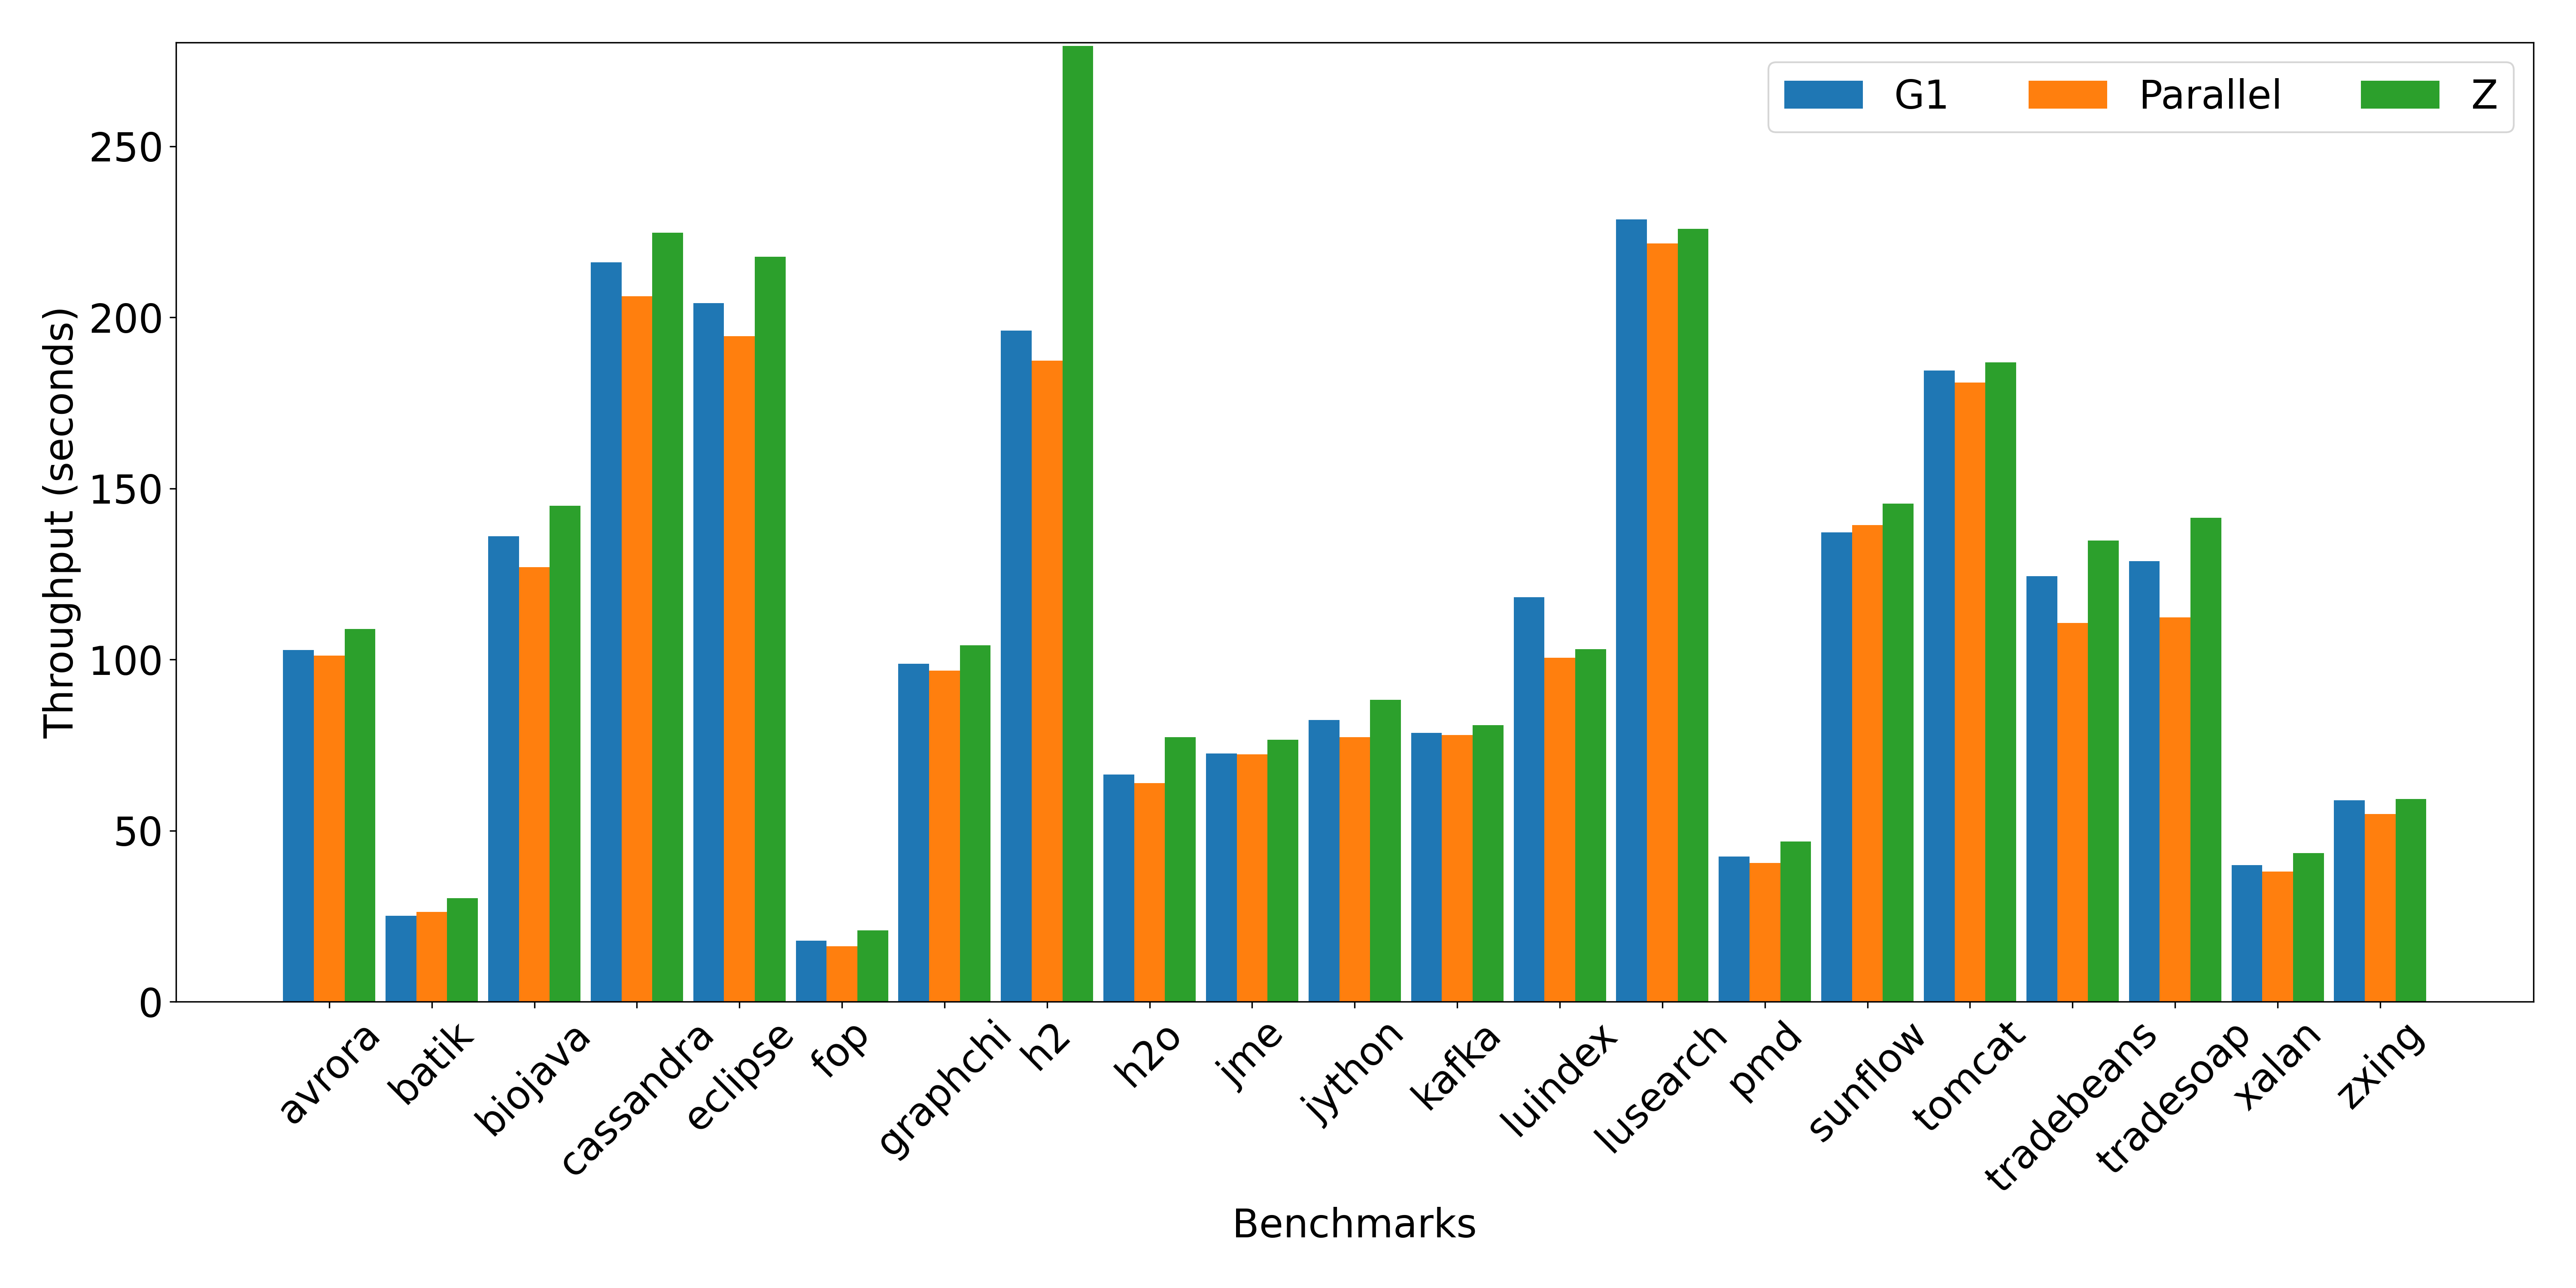 G1 Parallel Z
Throughput (seconds)
250
200
150
100
50
0
avrora batik biojava cassandra eclipse fop graphchi h2 h2o jme jython kafka luindex lusearch pmd sunflow tomcat tradebeans tradesoap xalan zxing
Benchmarks